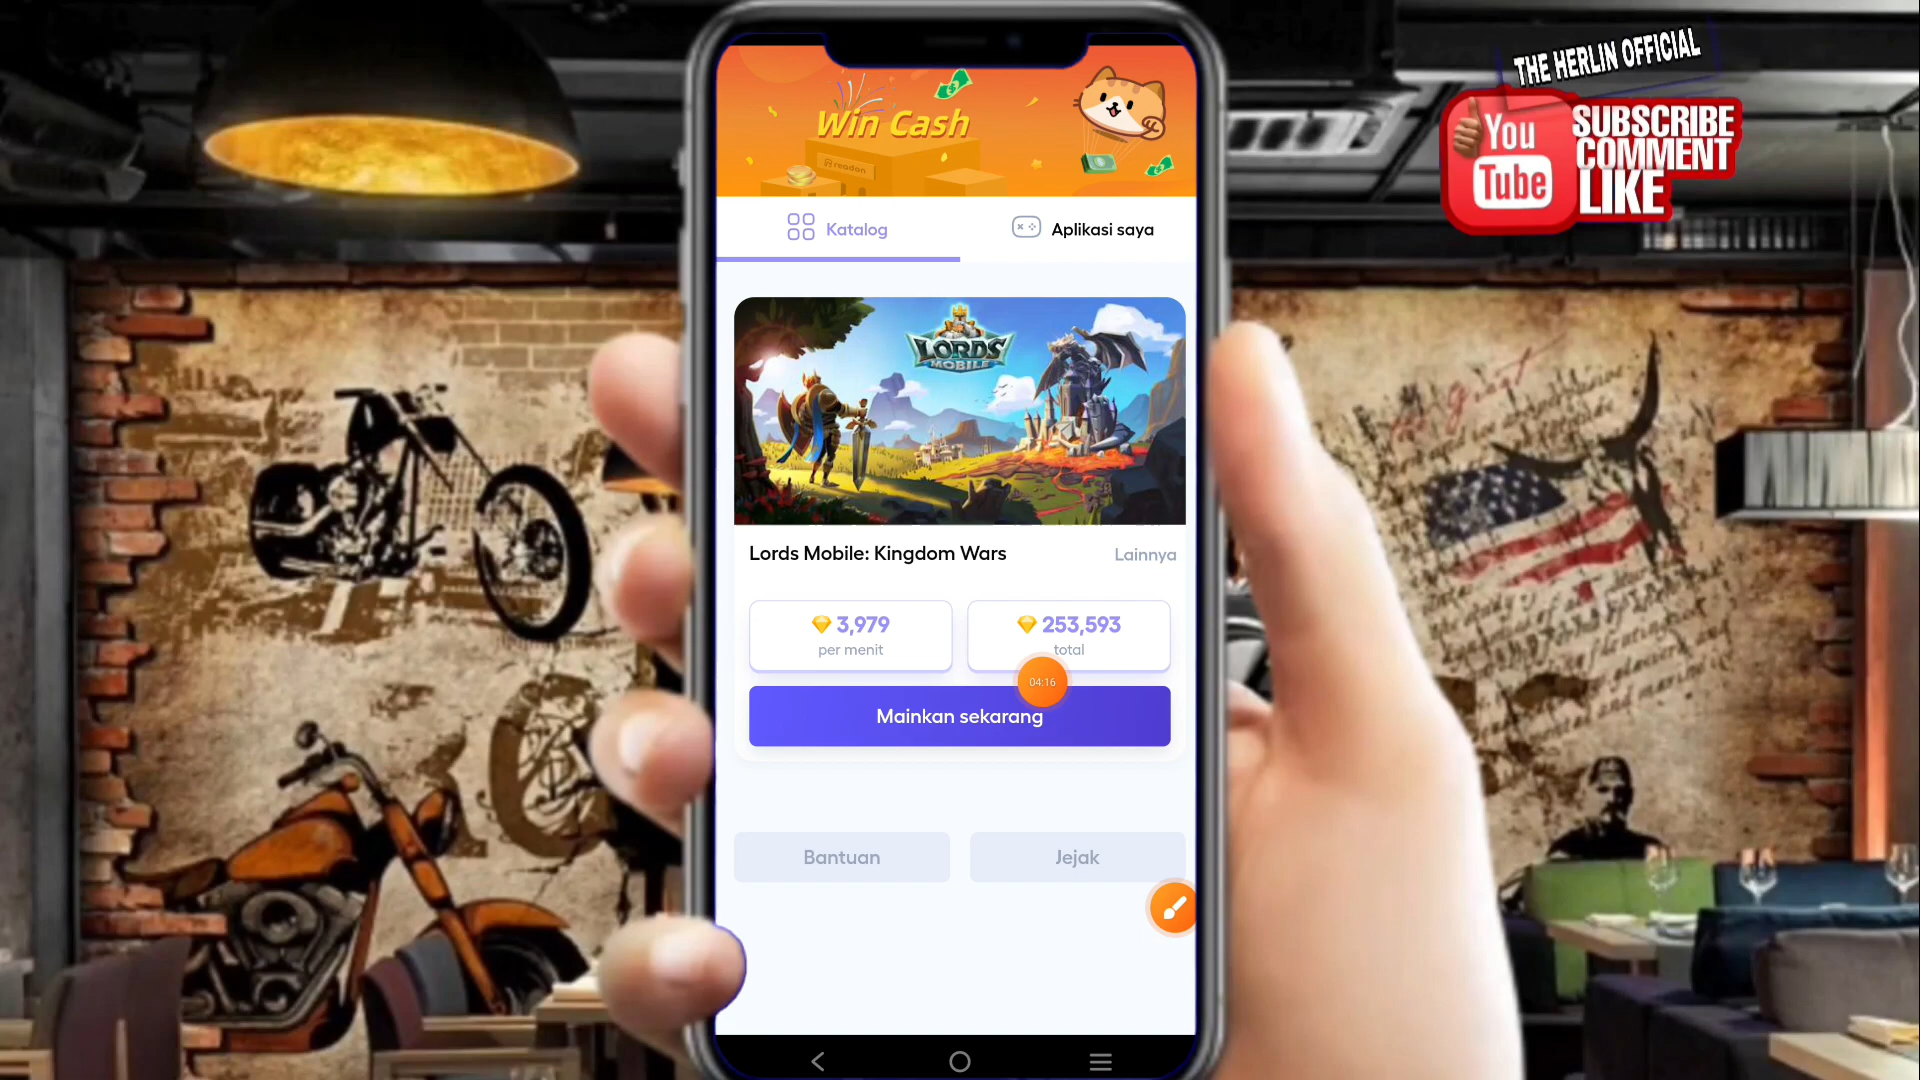 THE HERLIN OFFICIAL
You
Tube
SUBSCRIBE
COMMENT
LIKE
Win Cash
readon
Katalog
Aplikasi saya
LORDS
MOBILE
Lords Mobile: Kingdom Wars
Lainnya
3,979
per menit
253,593
total
04:16
Mainkan sekarang
Bantuan
Jejak